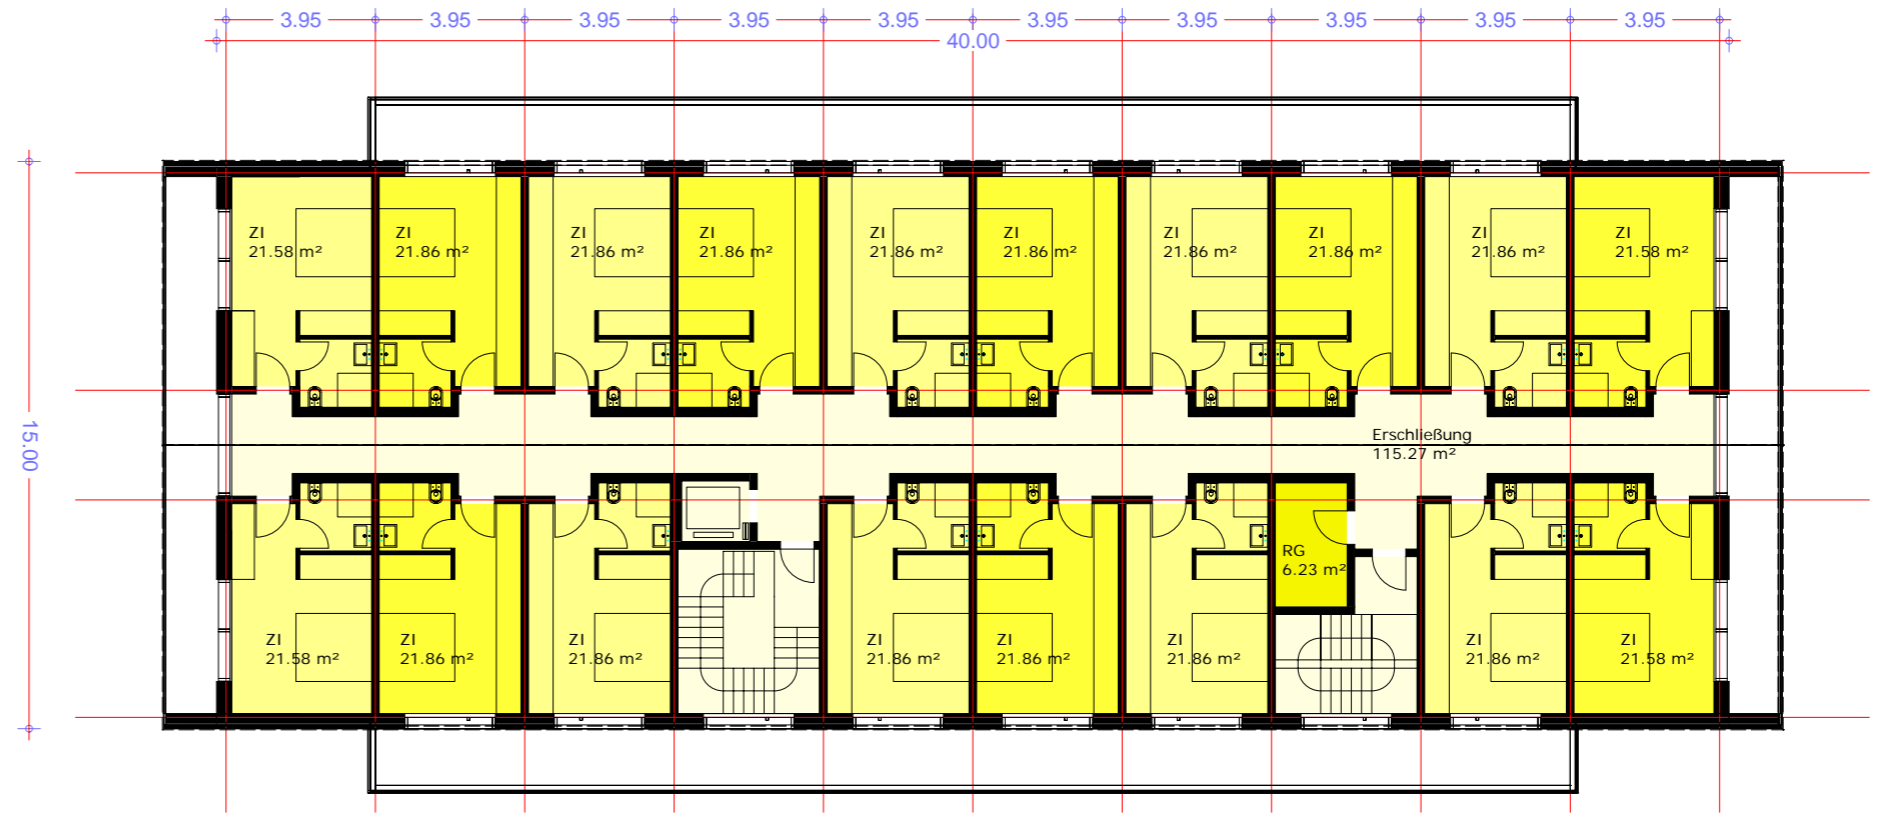 3.95 3.95 3.95 3.95 3.95 3.95 3.95 3.95 3.95 3.95
40.00
15.00
ZI ZI ZI ZI ZI ZI ZI ZI ZI ZI
21.58 m² 21.86 m² 21.86 m² 21.86 m² 21.86 m² 21.86 m² 21.86 m² 21.86 m² 21.86 m² 21.58 m²
Erschließung
115.27 m²
RG
6.23 m²
ZI ZI ZI ZI ZI ZI ZI ZI
21.58 m² 21.86 m² 21.86 m² 21.86 m² 21.86 m² 21.86 m² 21.86 m² 21.58 m²